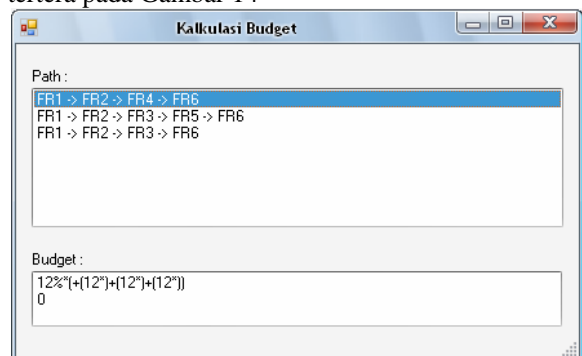 tertera pada Gambar 14
Kalkulasi Budget
Path :
FR1 -> FR2 -> FR4 -> FR6
FR1 -> FR2 -> FR3 -> FR5 -> FR6
FR1 -> FR2 -> FR3 -> FR6
Budget :
12%*(+(12*)+(12*)+(12*))
0